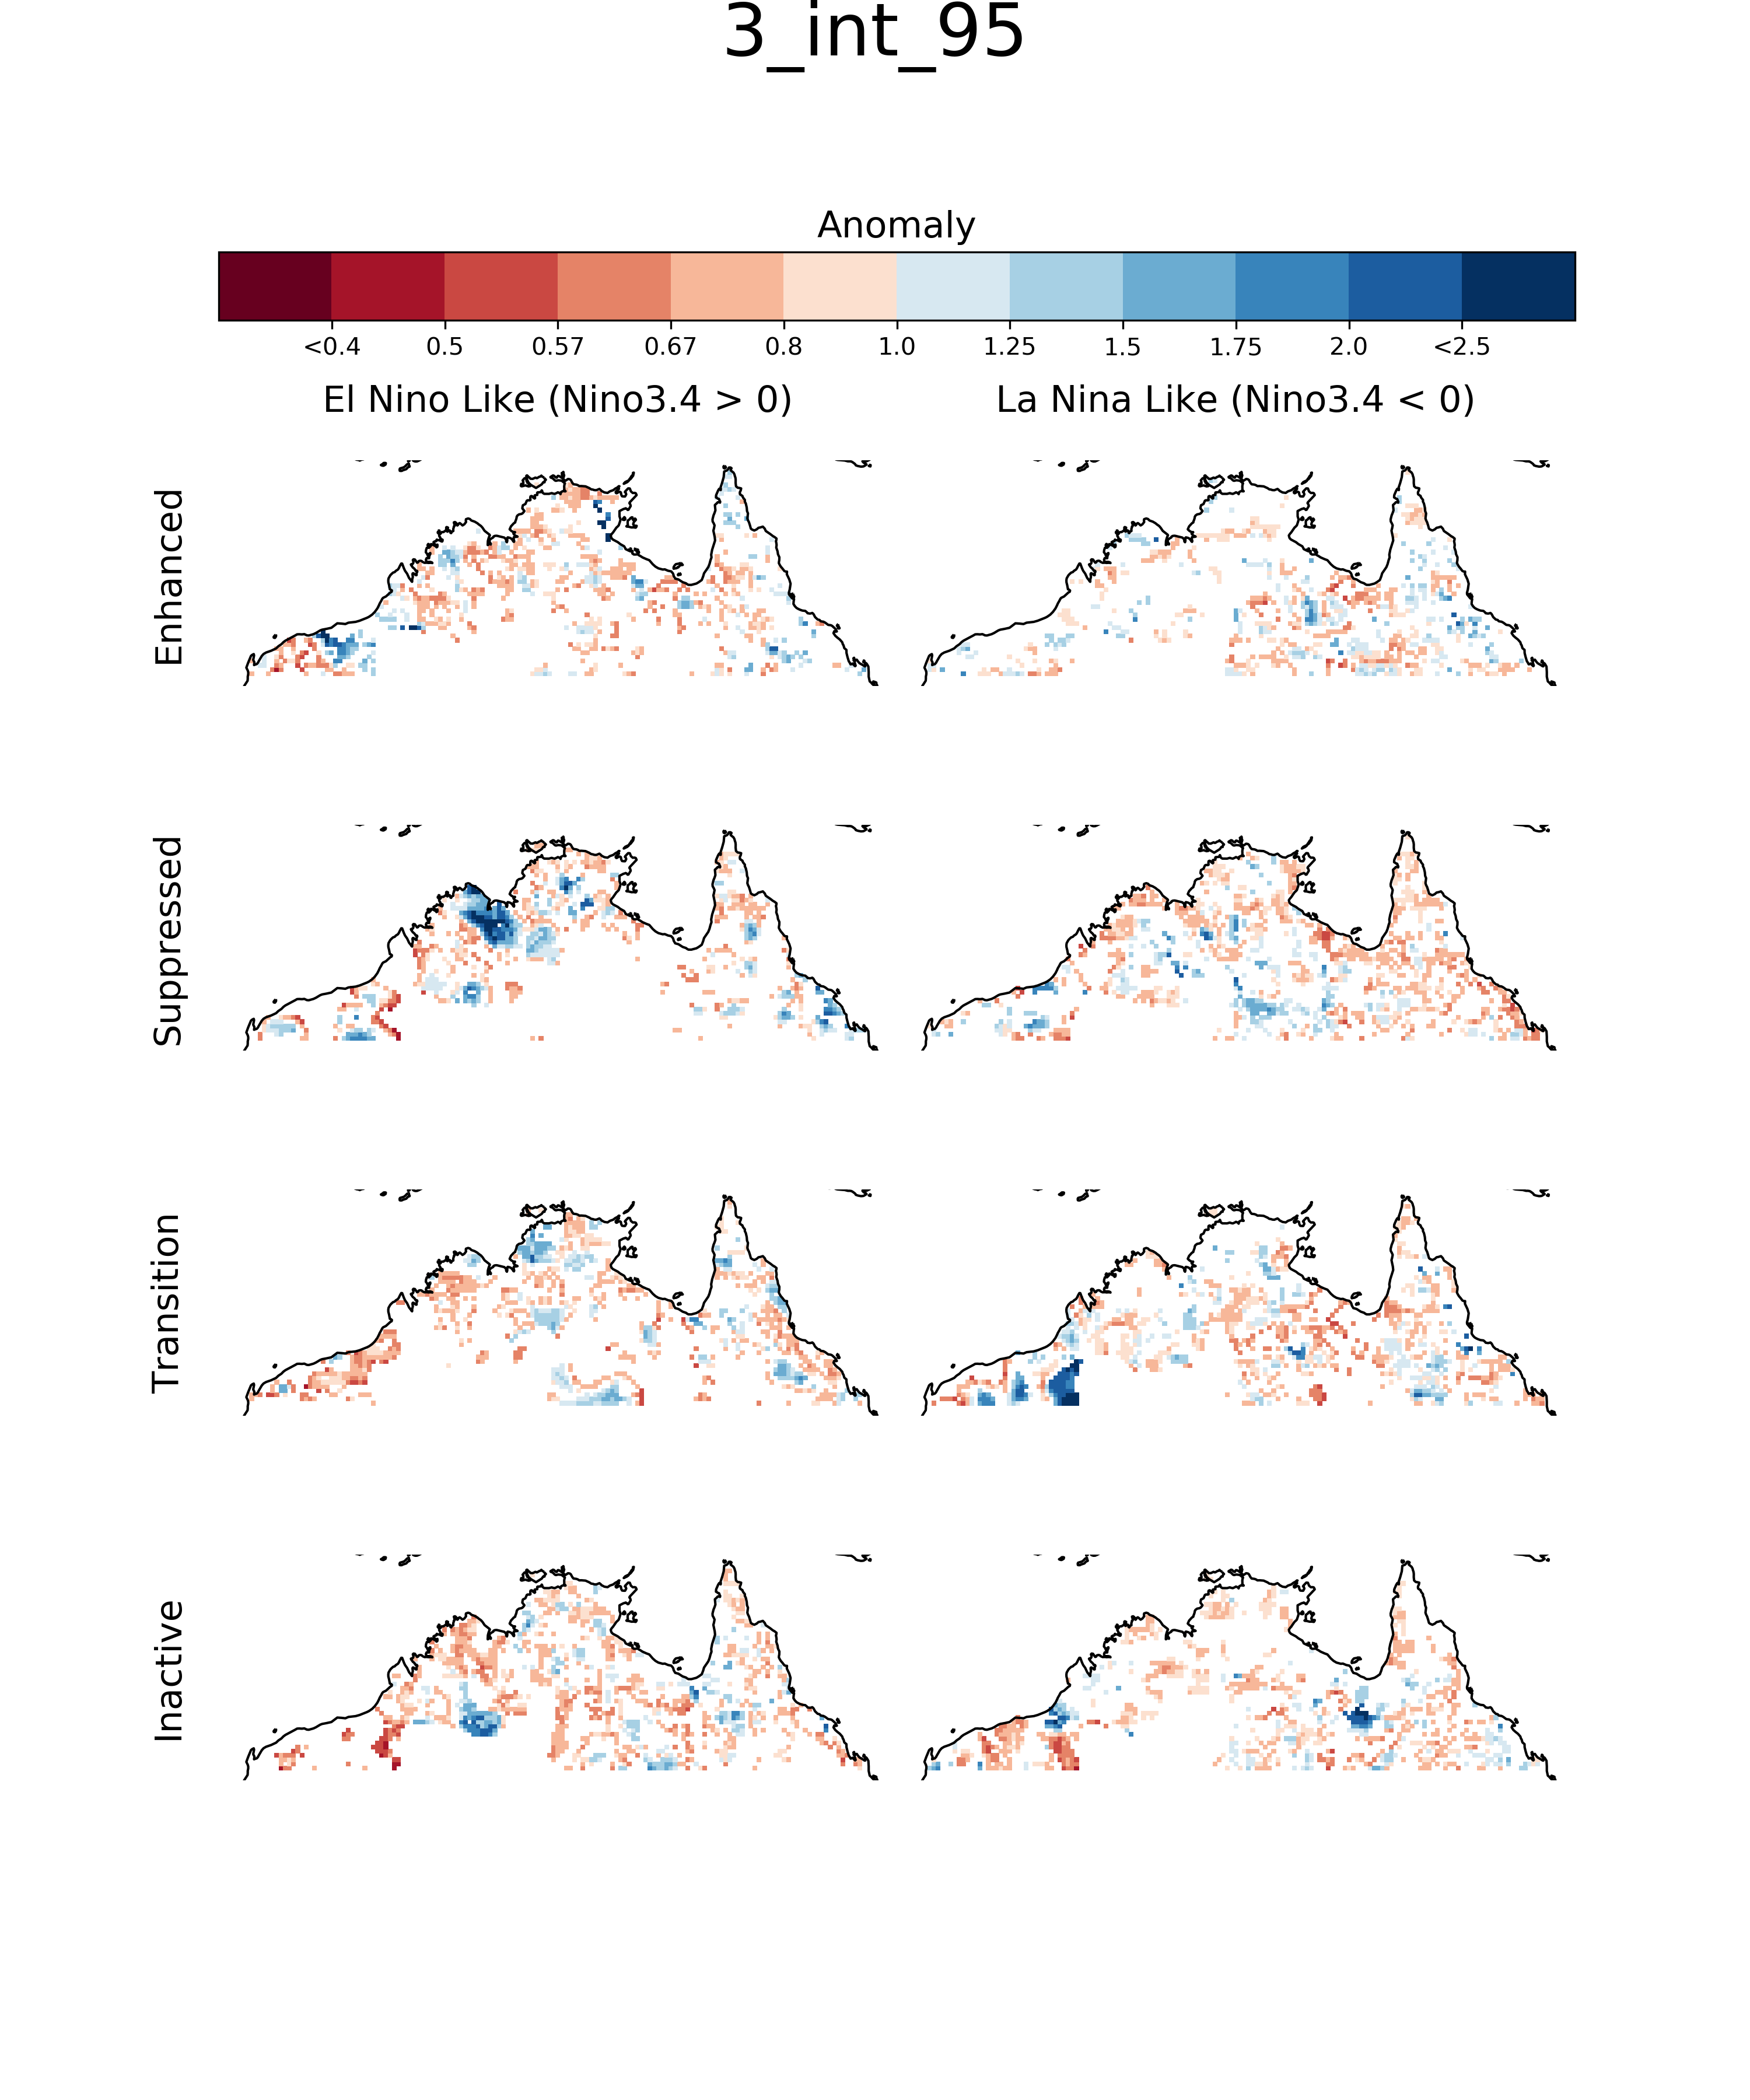 3_int_95
Anomaly
<0.4 0.5 0.57 0.67 0.8 1.0 1.25 1.5 1.75 2.0 <2.5
El Nino Like (Nino3.4 > 0) La Nina Like (Nino3.4 < 0)
Enhanced
Suppressed
Transition
Inactive